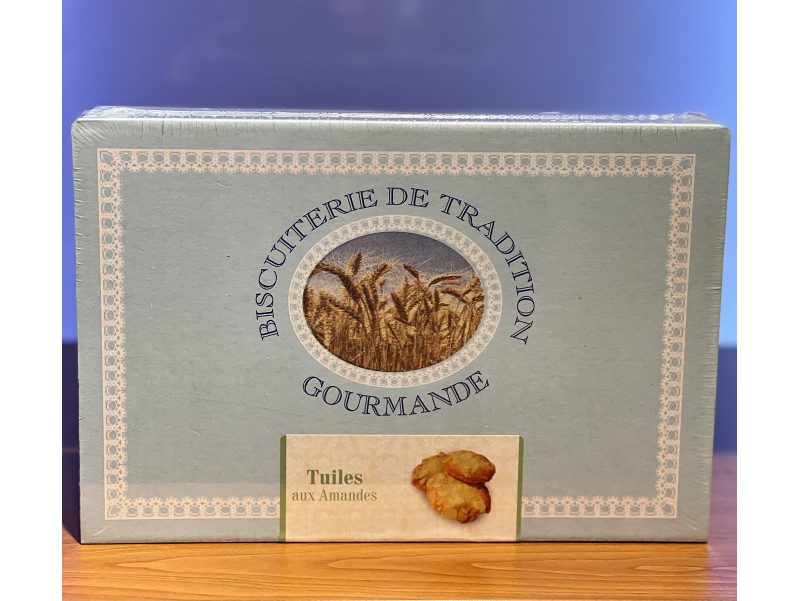 BISCUITERIE DE TRADITION
GOURMANDE
Tuiles
aux Amandes